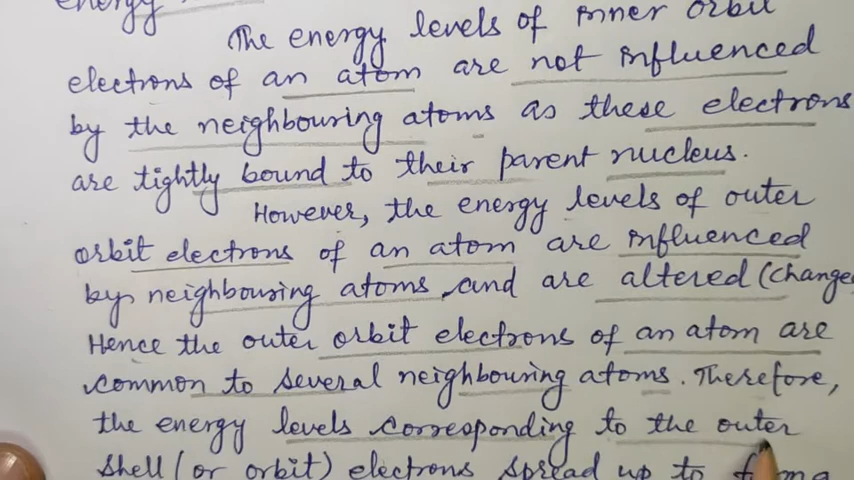 energy
The energy levels of inner orbit
electrons of an atom are not influenced
by the neighbouring atoms as these electrons
are tightly bound to their parent nucleus.
However, the energy levels of outer
orbit electrons of an atom are influenced
by neighbouring atoms and are altered (change
Hence the outer orbit electrons of an atom are
common to several neighbouring atoms. Therefore,
the energy levels corresponding to the outer
shell (or orbit) electrons spread up to